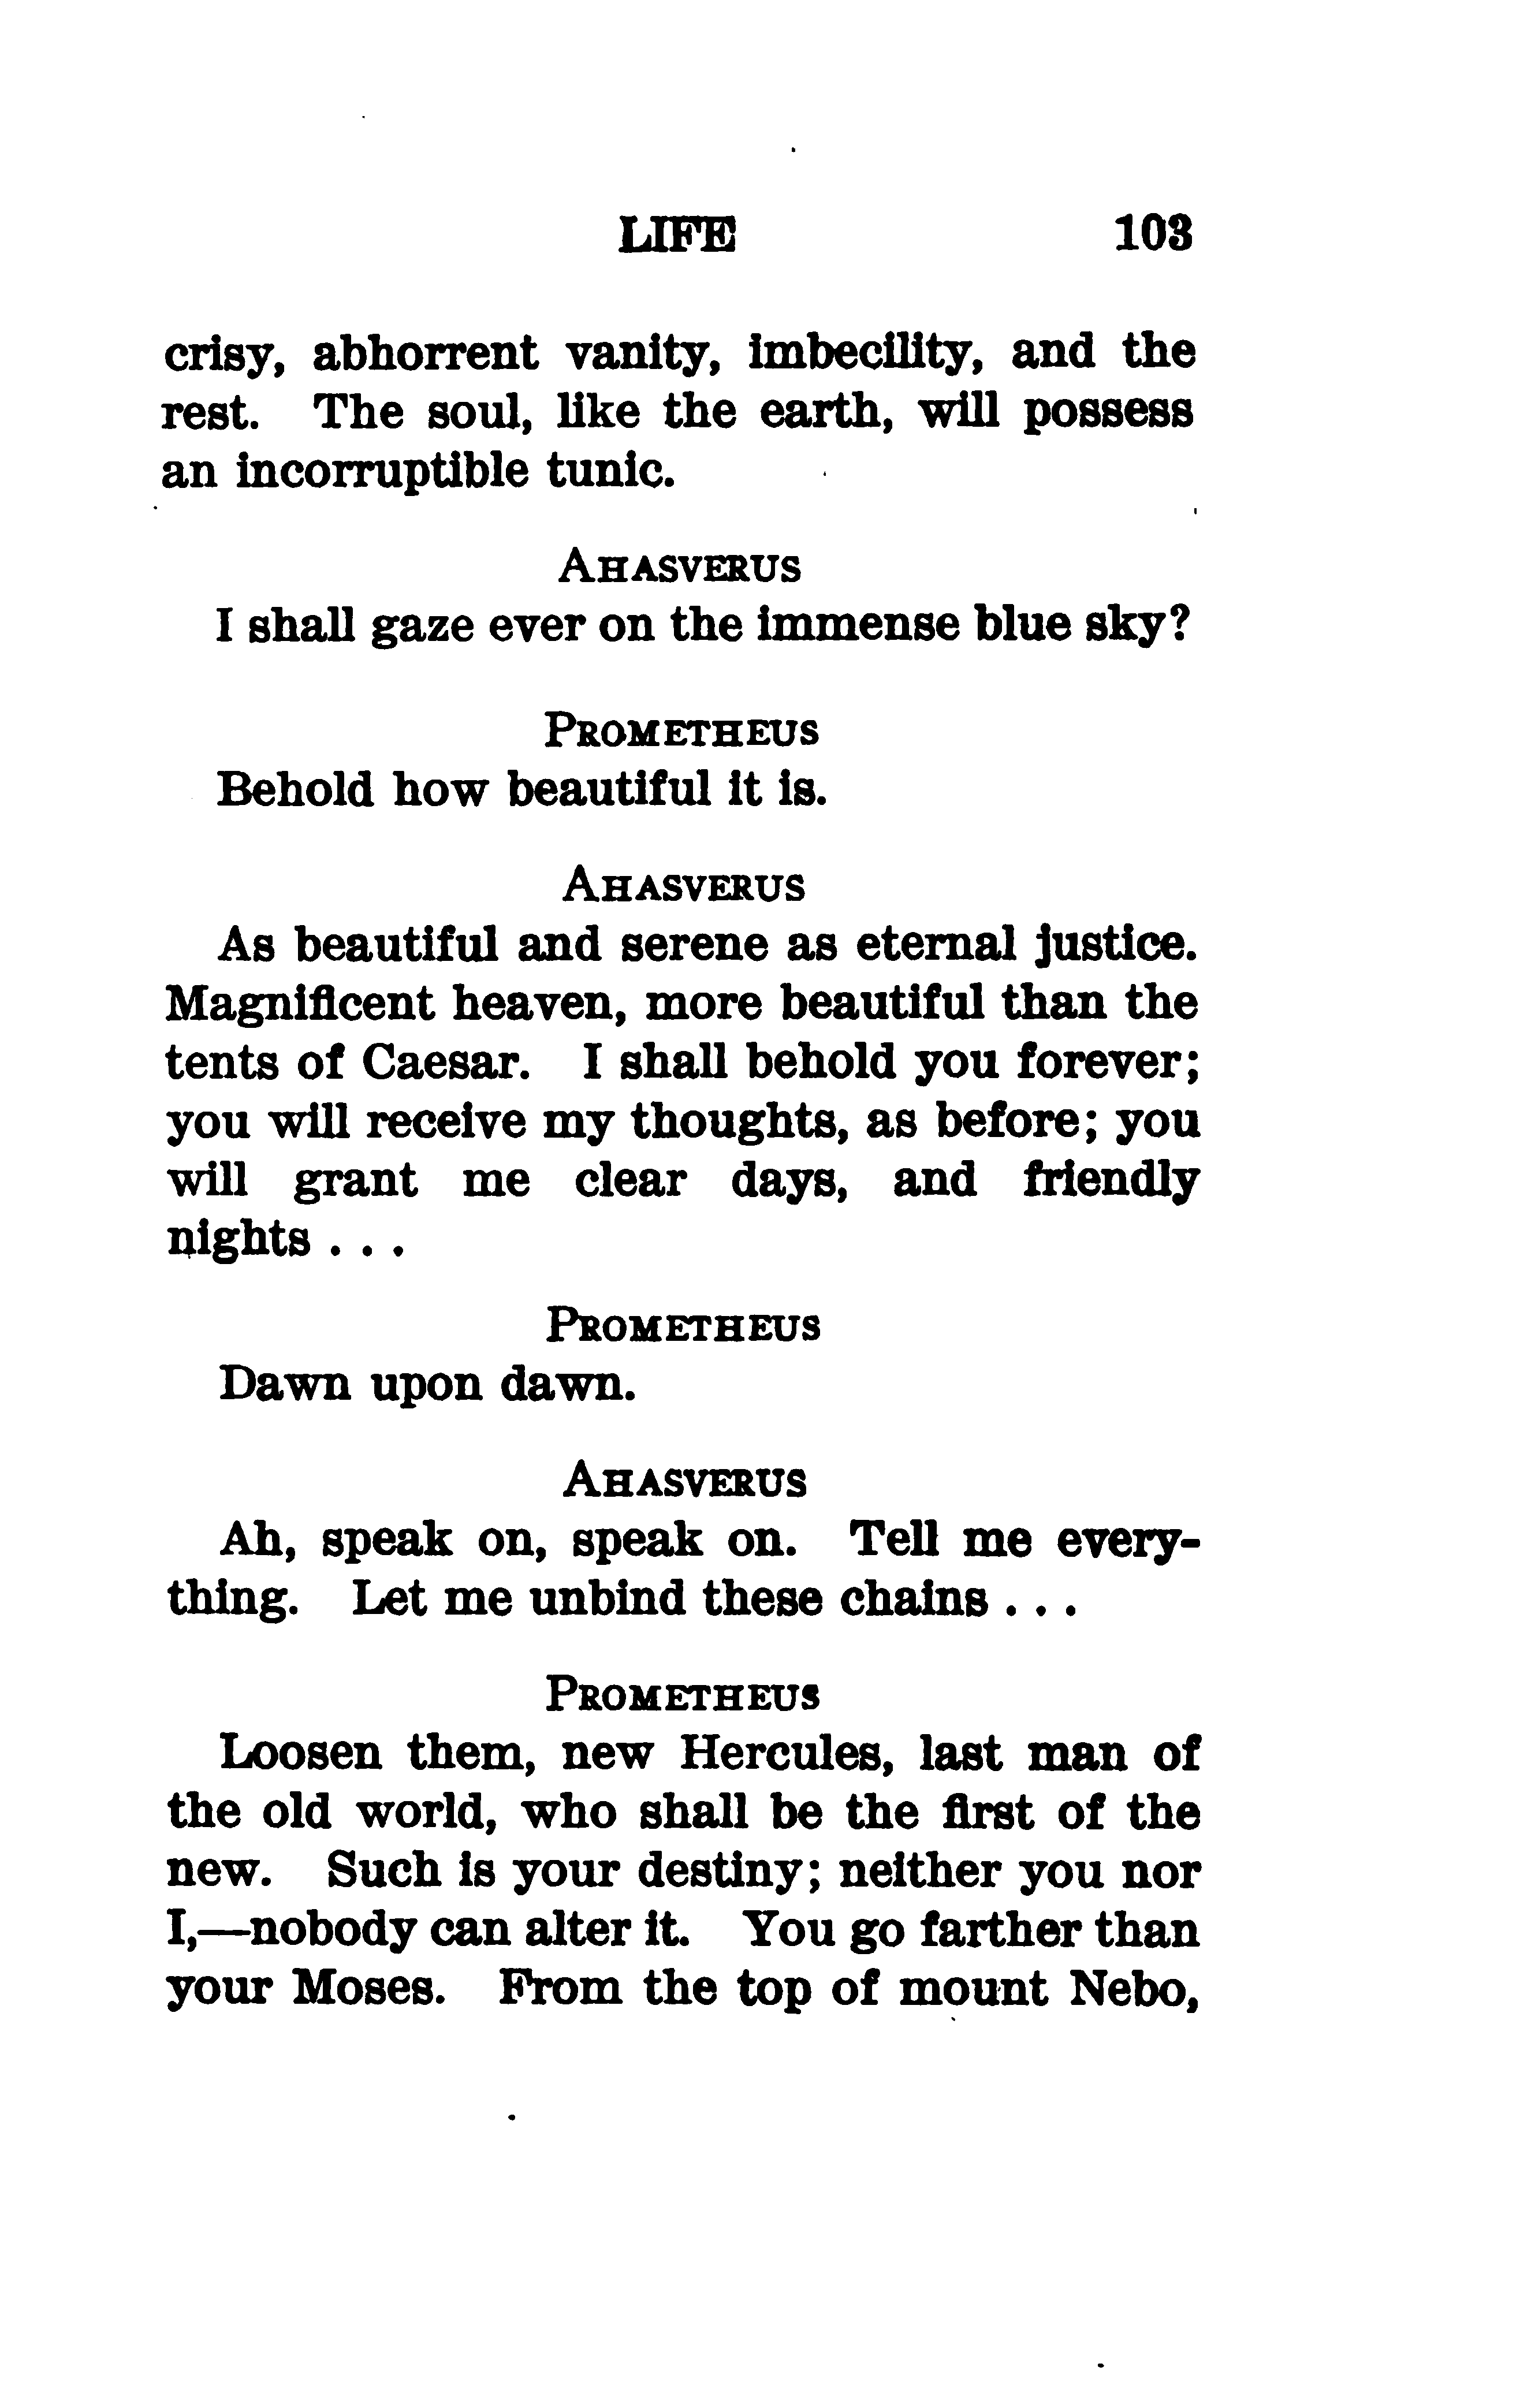 LIFE 103
crisy, abhorrent vanity, imbecility, and the
rest. The soul, like the earth, will possess
an incorruptible tunic.
AHASVERUS
I shall gaze ever on the immense blue sky?
PROMETHEUS
Behold how beautiful it is.
AHASVERUS
As beautiful and serene as eternal justice.
Magnificent heaven, more beautiful than the
tents of Caesar. I shall behold you forever;
you will receive my thoughts, as before; you
will grant me clear days, and friendly
nights . . .
PROMETHEUS
Dawn upon dawn.
AHASVERUS
Ah, speak on, speak on. Tell me every-
thing. Let me unbind these chains . . .
PROMETHEUS
Loosen them, new Hercules, last man of
the old world, who shall be the first of the
new. Such is your destiny; neither you nor
I,—nobody can alter it. You go farther than
your Moses. From the top of mount Nebo,